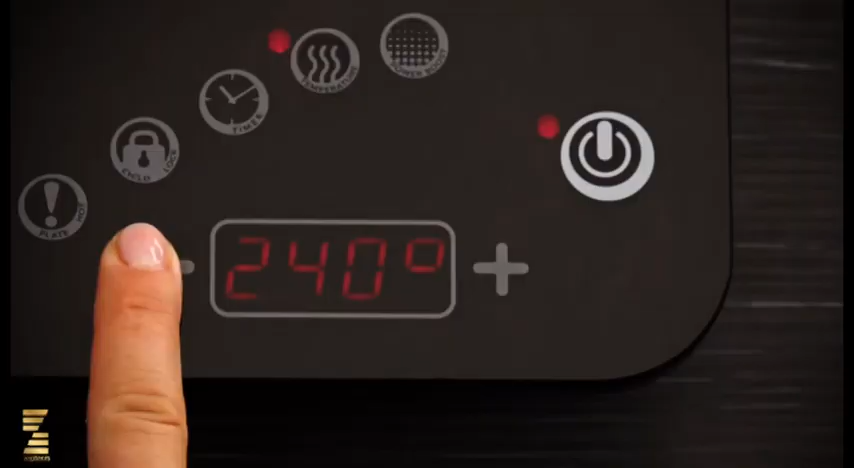 TEMPERATURE
POWER BOOST
TIMER
CHILD LOCK
PLATE HOT
240°